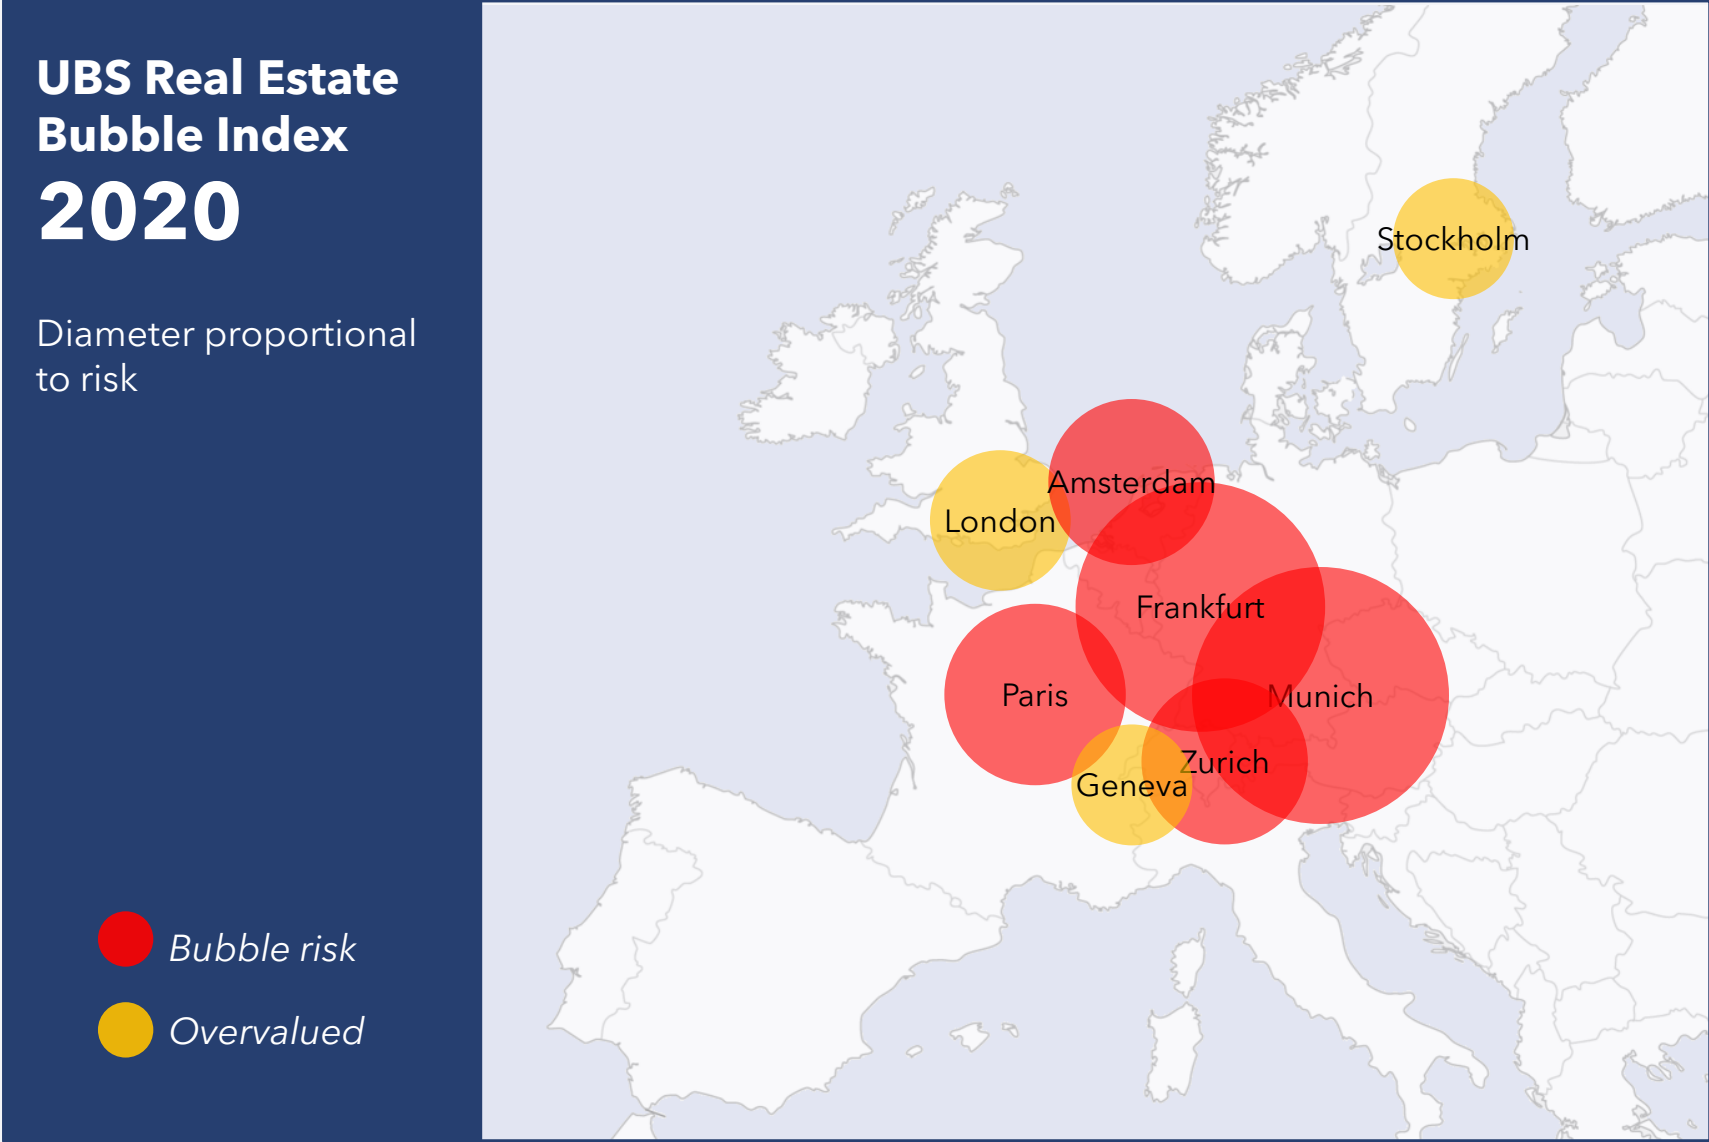 UBS Real Estate
Bubble Index
2020
Diameter proportional
to risk
Bubble risk
Overvalued
Stockholm
Amsterdam
London
Frankfurt
Paris
Munich
Zurich
Geneva